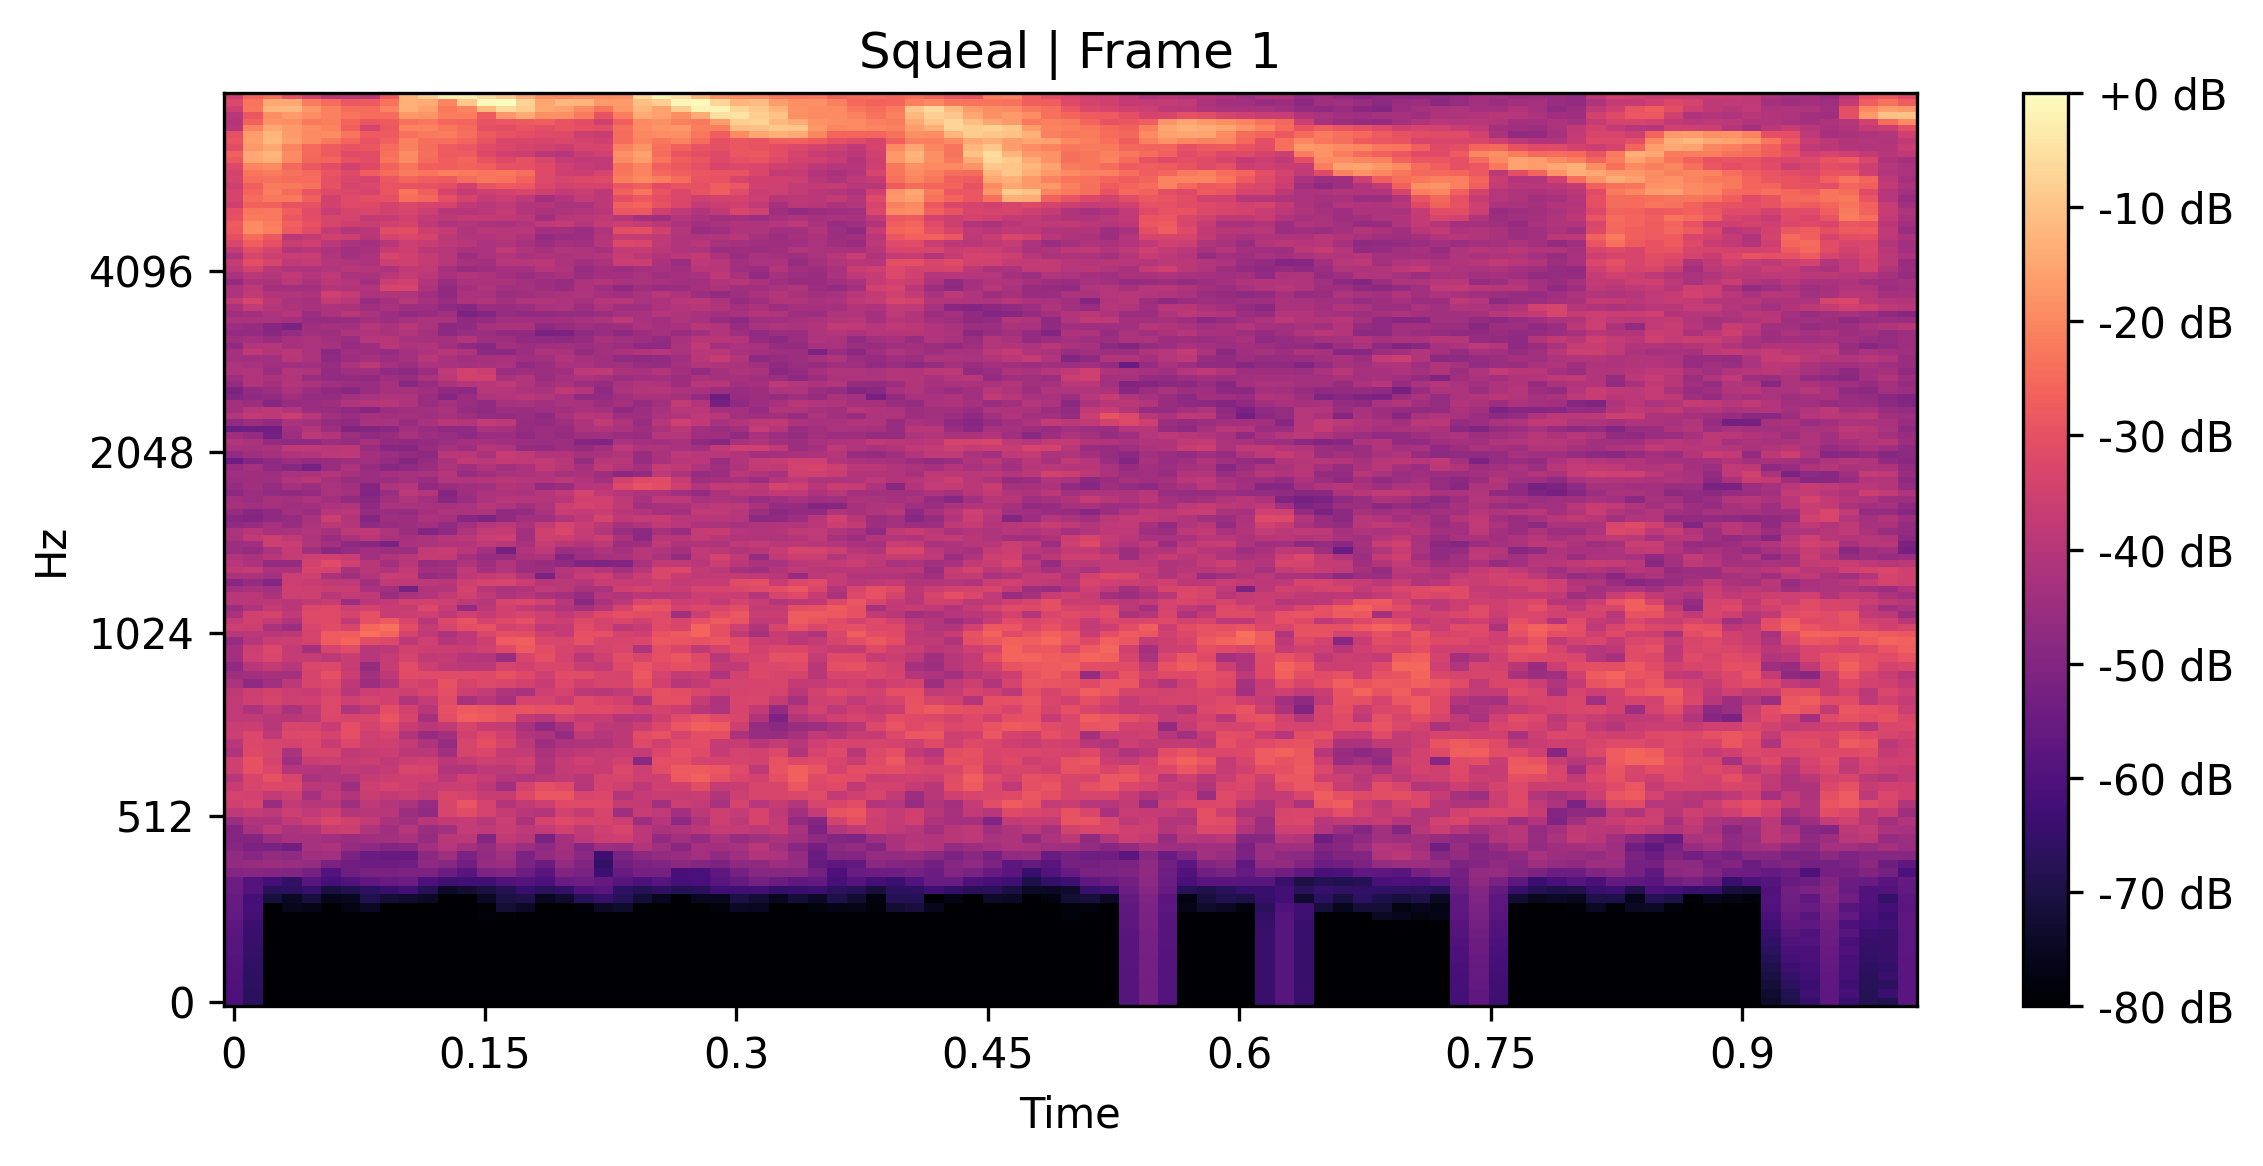 Squeal | Frame 1
+0 dB
-10 dB
-20 dB
-30 dB
-40 dB
-50 dB
-60 dB
-70 dB
-80 dB
Hz
4096
2048
1024
512
0
0 0.15 0.3 0.45 0.6 0.75 0.9
Time